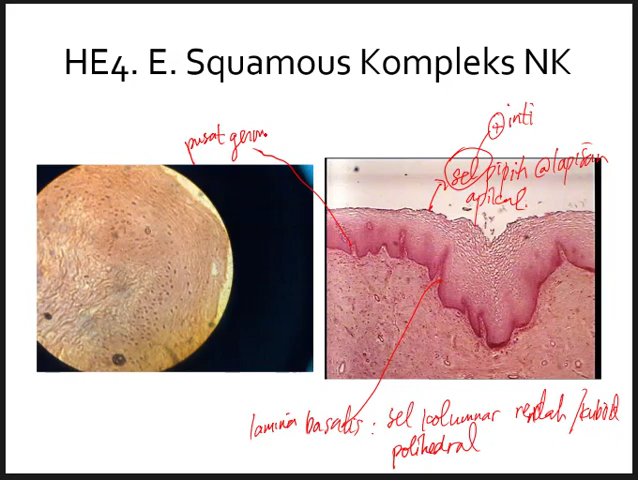 HE4. E. Squamous Kompleks NK
+ inti
pusat germ.
sel pipih @lapisan
apikal
lamina basalis : sel columnar rendah /kuboid
polihedral